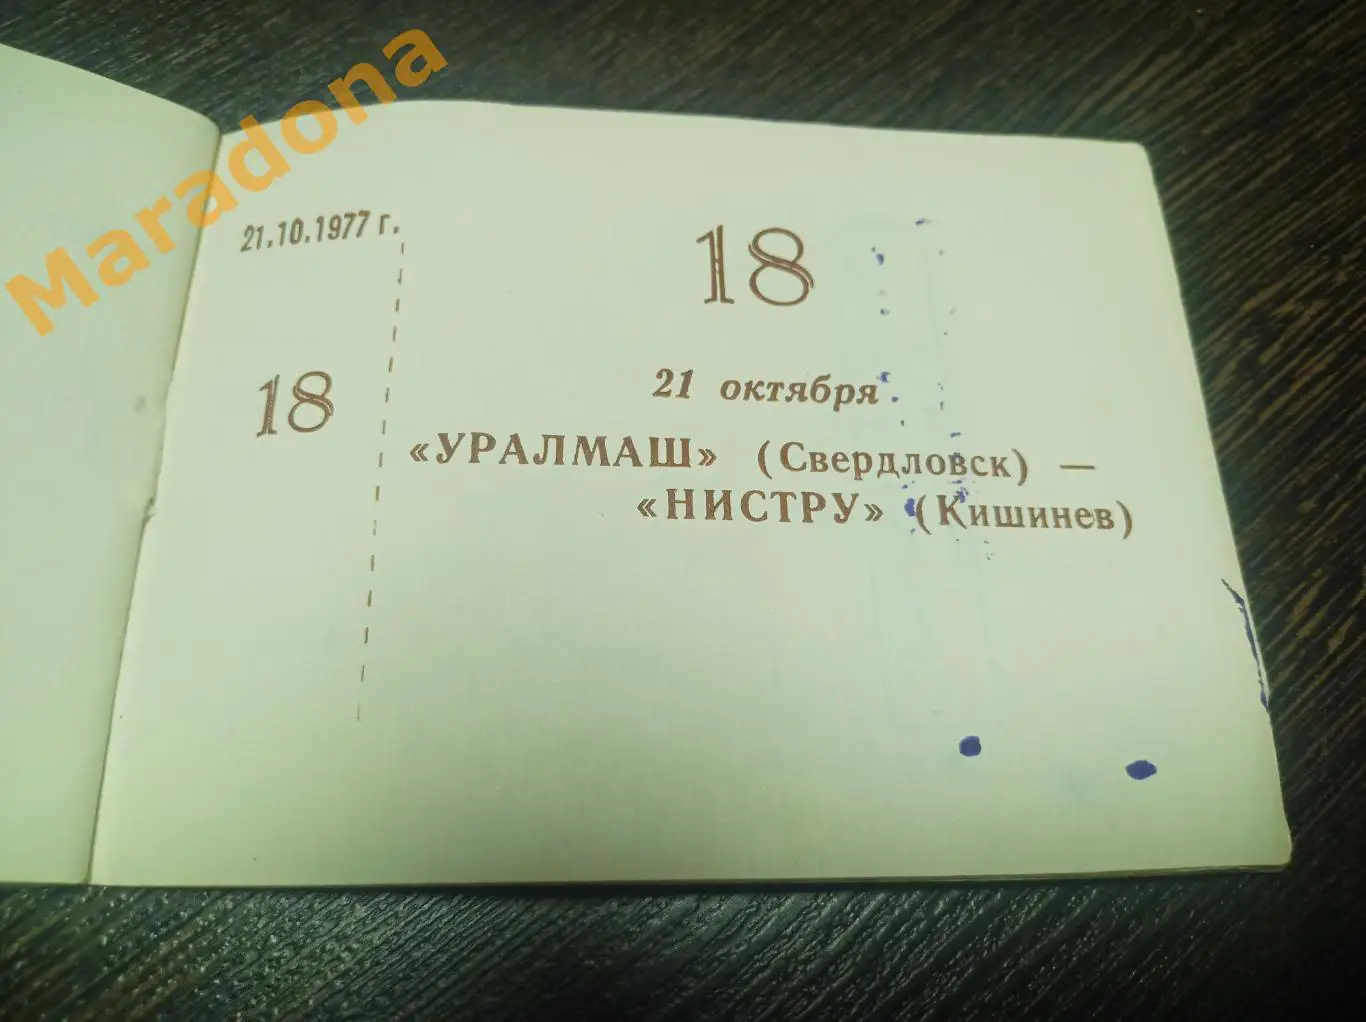 Maradona
21.10.1977 г.
18
18
21 октября
«УРАЛМАШ» (Свердловск) —
«НИСТРУ» (Кишинев)